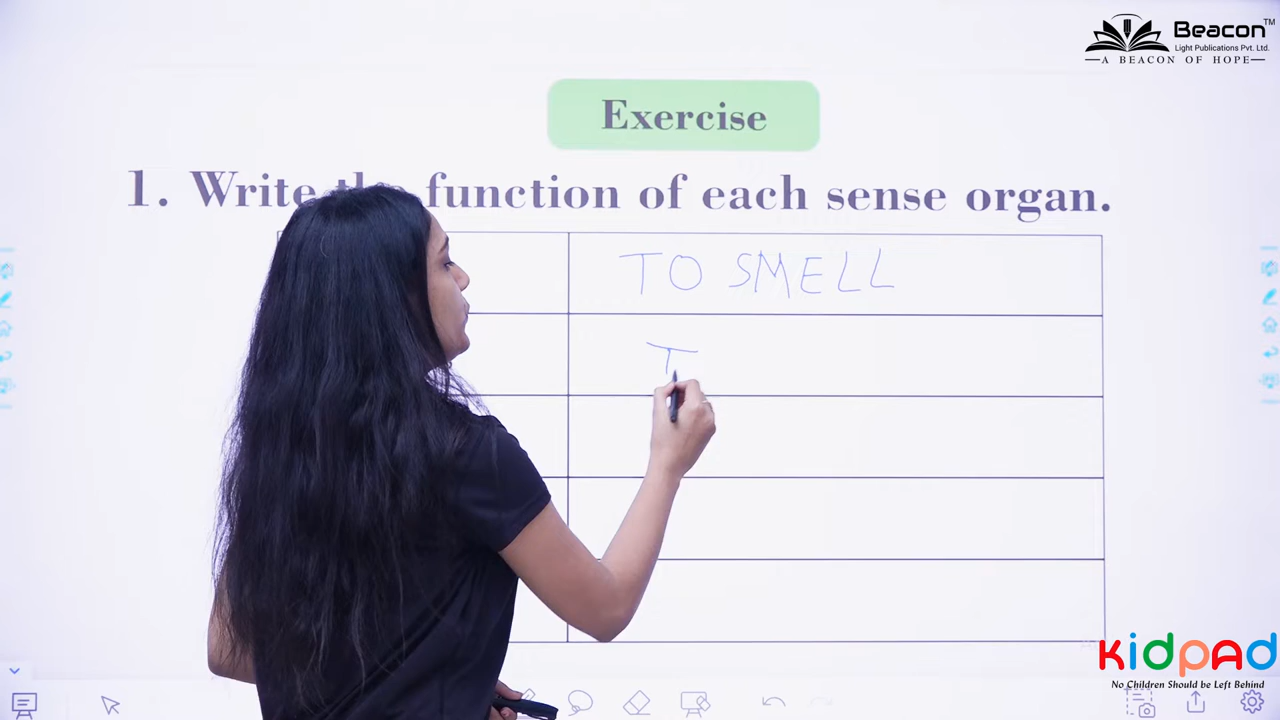 Beacon™
Light Publications Pvt. Ltd.
A BEACON OF HOPE
Exercise
1. Write the function of each sense organ.
TO SMELL
T
kidpad
No Children Should be Left Behind